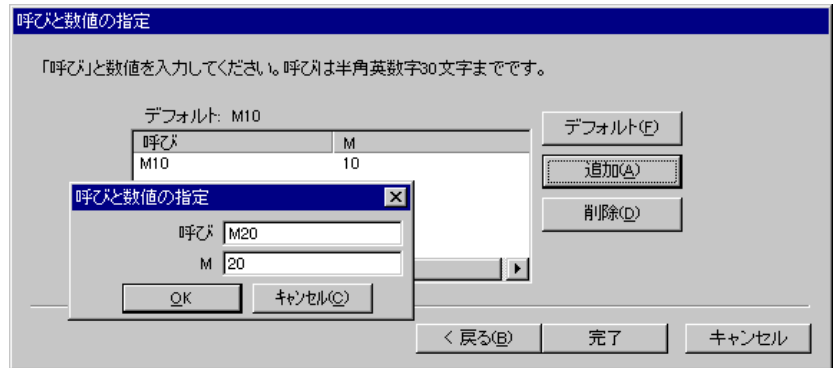 呼びと数値の指定
「呼び」と数値を入力してください。呼びは半角英数字30文字までです。
デフォルト: M10
呼び M
M10 10
デフォルト(F)
追加(A)
削除(D)
呼びと数値の指定
呼び M20
M 20
OK キャンセル(C)
< 戻る(B) 完了 キャンセル